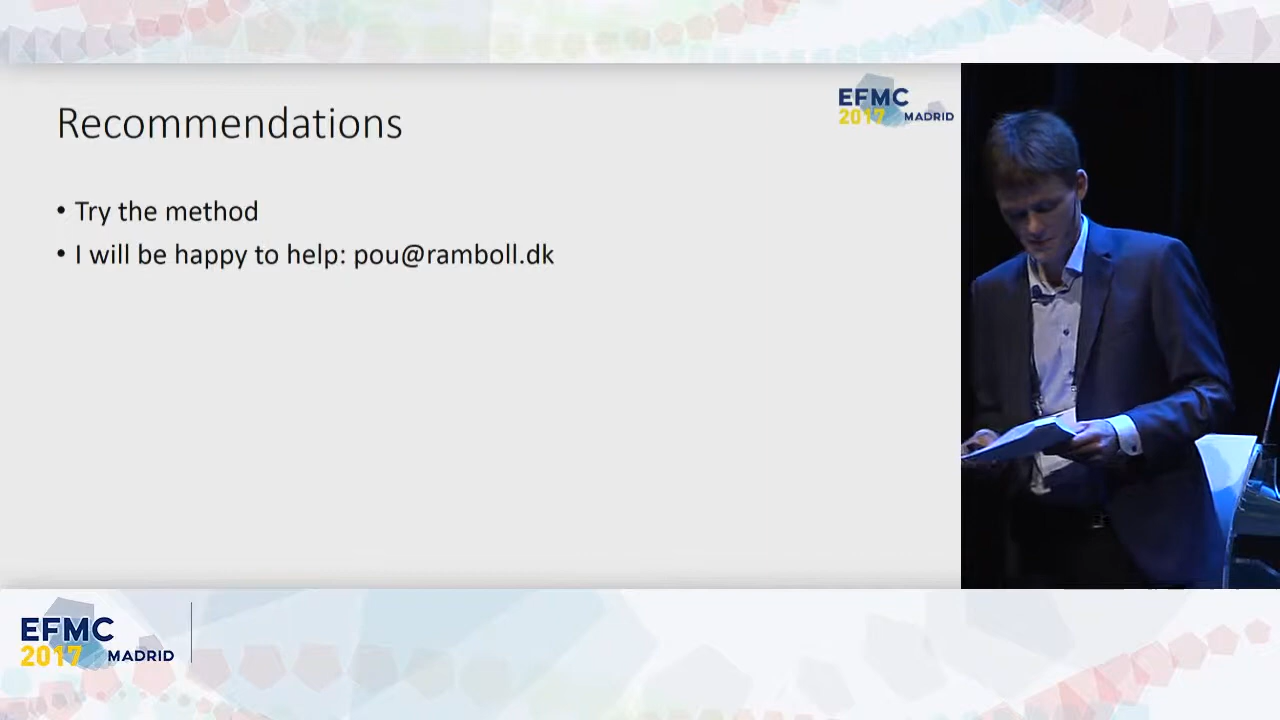 Recommendations
EFMC
2017 MADRID
• Try the method
• I will be happy to help: pou@ramboll.dk
EFMC
2017 MADRID